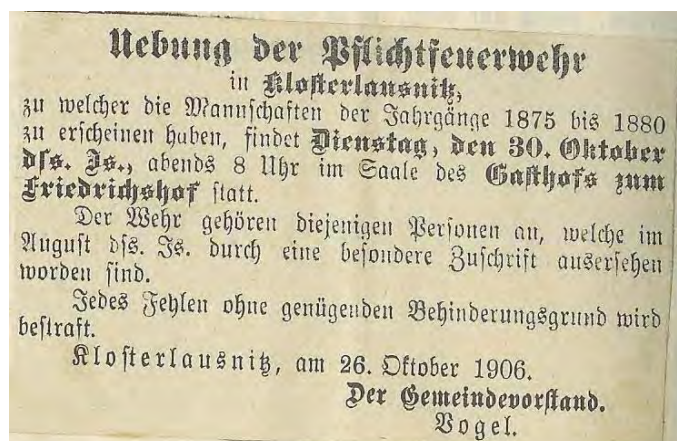 Uebung der Pflichtfeuerwehr
in Klosterlausnitz,
zu welcher die Mannschaften der Jahrgänge 1875 bis 1880
zu erscheinen haben, findet Dienstag, den 30. Oktober
dſs. Js., abends 8 Uhr im Saale des Gasthofs zum
Friedrichshof statt.
Der Wehr gehören diejenigen Personen an, welche im
August dſs. Js. durch eine besondere Zuschrift ausersehen
worden sind.
Jedes Fehlen ohne genügenden Behinderungsgrund wird
bestraft.
Klosterlausnitz, am 26. Oktober 1906.
Der Gemeindevorstand.
Vogel.